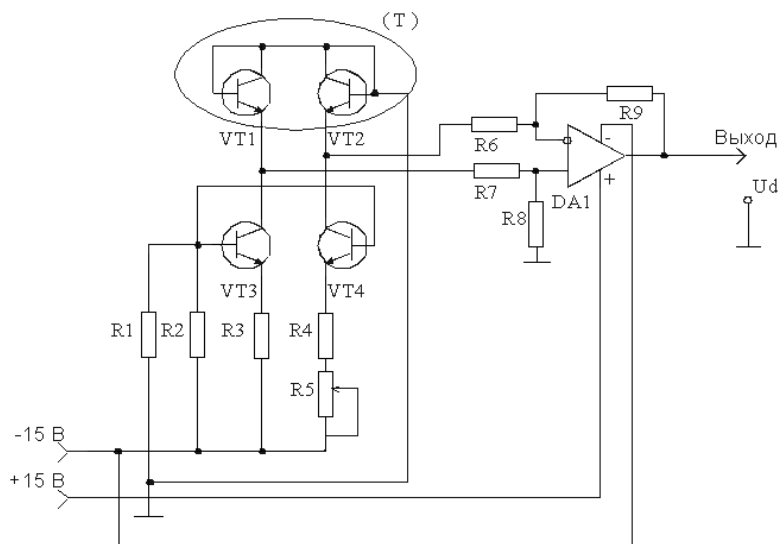 (T)
VT1
VT2
R9
-
Выход
R6
R7
DA1
+
Ud
R8
VT3
VT4
R1
R2
R3
R4
R5
-15 В
+15 В